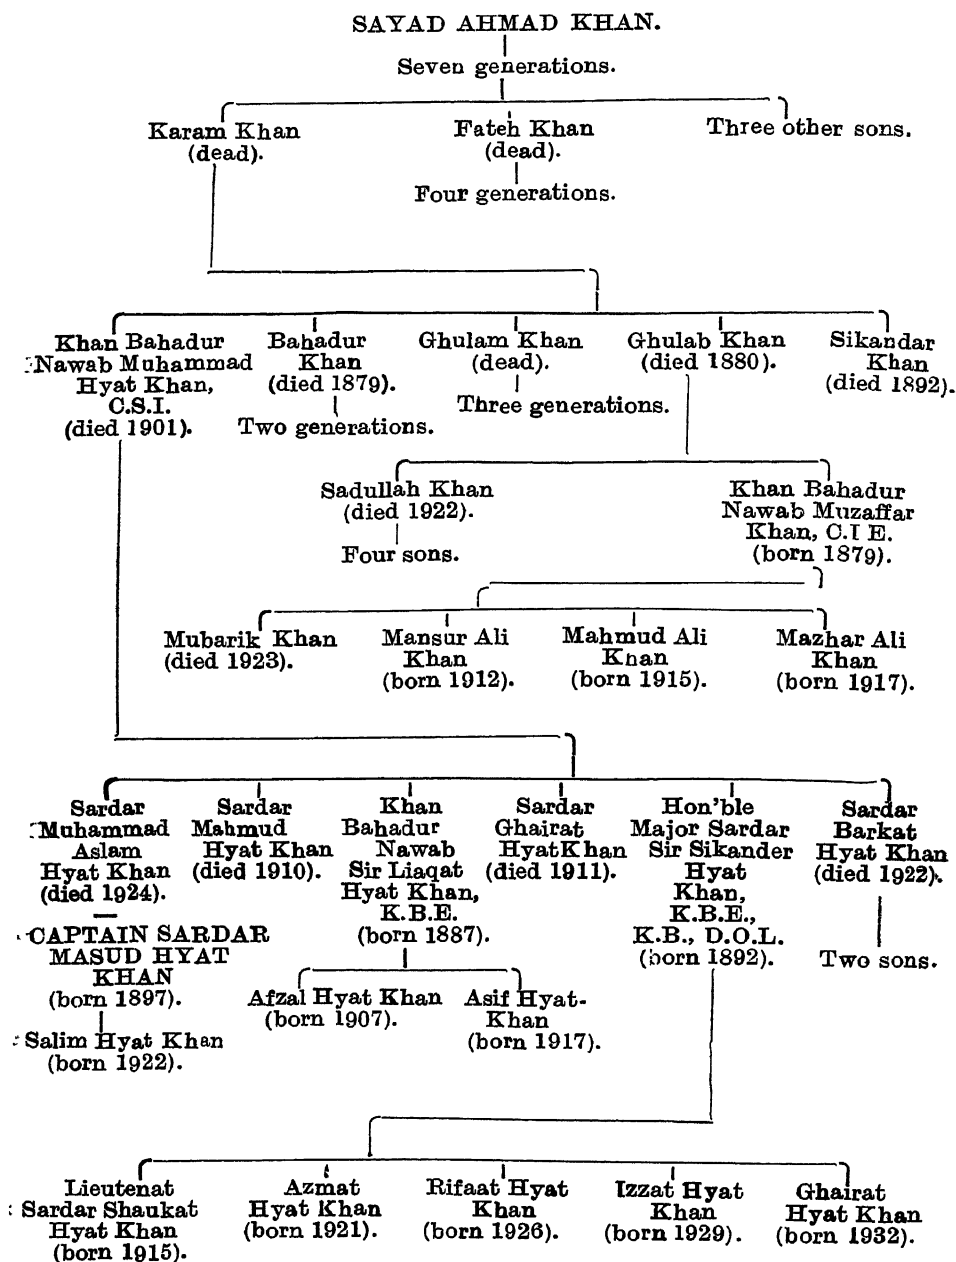 SAYAD AHMAD KHAN.
Seven generations.
Karam Khan
(dead).
Fateh Khan
(dead).
Three other sons.
Four generations.
Khan Bahadur
Nawab Muhammad
Hyat Khan,
C.S.I.
(died 1901).
Bahadur
Khan
(died 1879).
Two generations.
Ghulam Khan
(dead).
Three generations.
Ghulab Khan
(died 1880).
Sikandar
Khan
(died 1892).
Sadullah Khan
(died 1922).
Four sons.
Khan Bahadur
Nawab Muzaffar
Khan, C.I E.
(born 1879).
Mubarik Khan
(died 1923).
Mansur Ali
Khan
(born 1912).
Mahmud Ali
Khan
(born 1915).
Mazhar Ali
Khan
(born 1917).
Sardar
Muhammad
Aslam
Hyat Khan
(died 1924).
CAPTAIN SARDAR
MASUD HYAT
KHAN
(born 1897).
Salim Hyat Khan
(born 1922).
Sardar
Mahmud
Hyat Khan
(died 1910).
Khan
Bahadur
Nawab
Sir Liaqat
Hyat Khan,
K.B.E.
(born 1887).
Afzal Hyat Khan
(born 1907).
Asif Hyat-
Khan
(born 1917).
Sardar
Ghairat
HyatKhan
(died 1911).
Hon'ble
Major Sardar
Sir Sikander
Hyat
Khan,
K.B.E.,
K.B., D.O.L.
(born 1892).
Sardar
Barkat
Hyat Khan
(died 1922).
Two sons.
Lieutenat
Sardar Shaukat
Hyat Khan
(born 1915).
Azmat
Hyat Khan
(born 1921).
Rifaat Hyat
Khan
(born 1926).
Izzat Hyat
Khan
(born 1929).
Ghairat
Hyat Khan
(born 1932).